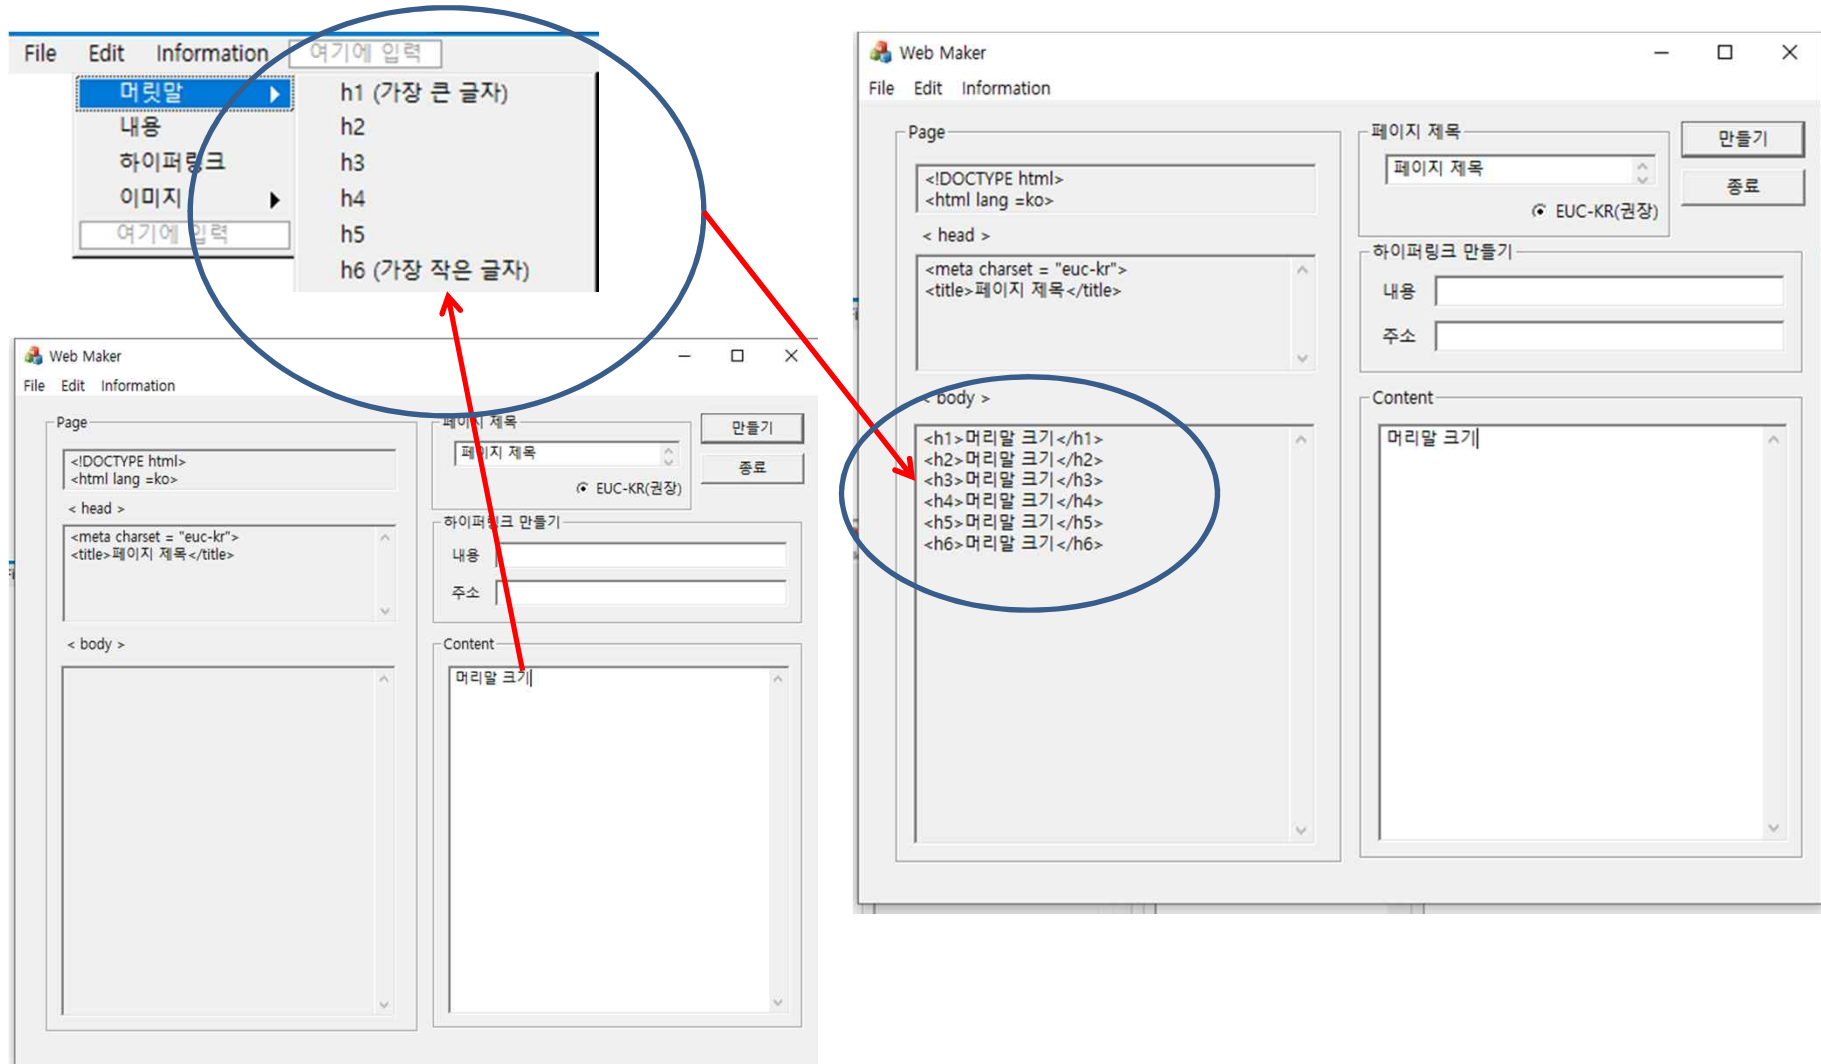 File Edit Information 여기에 입력
머릿말
내용
하이퍼링크
이미지
여기에 입력
h1 (가장 큰 글자)
h2
h3
h4
h5
h6 (가장 작은 글자)
Web Maker
File Edit Information
Page
<!DOCTYPE html>
<html lang =ko>
< head >
<meta charset = "euc-kr">
<title>페이지 제목</title>
< body >
페이지 제목
페이지 제목
EUC-KR(권장)
만들기
종료
하이퍼링크 만들기
내용
주소
Content
머리말 크기
Web Maker
File Edit Information
Page
<!DOCTYPE html>
<html lang =ko>
< head >
<meta charset = "euc-kr">
<title>페이지 제목</title>
< body >
<h1>머리말 크기</h1>
<h2>머리말 크기</h2>
<h3>머리말 크기</h3>
<h4>머리말 크기</h4>
<h5>머리말 크기</h5>
<h6>머리말 크기</h6>
페이지 제목
페이지 제목
EUC-KR(권장)
만들기
종료
하이퍼링크 만들기
내용
주소
Content
머리말 크기